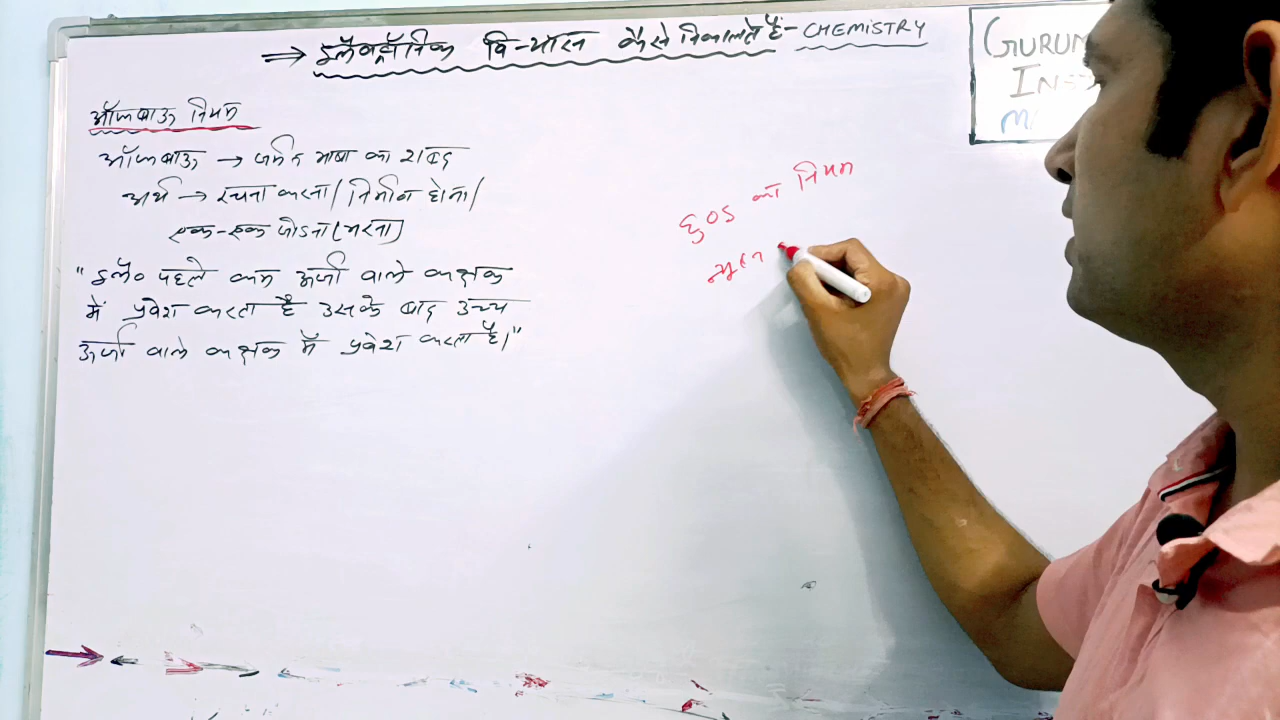 ⇒ इलैक्ट्रॉनिक विन्यास कैसे निकालते हैं - CHEMISTRY
GURUM
INS
M
ऑफबाऊ नियम
ऑफबाऊ → जर्मन भाषा का शब्द
अर्थ → रचना करना / निर्माण होना /
एक-एक जोड़ना (भरना)
"इलै० पहले कम ऊर्जा वाले कक्षक
में प्रवेश करता है उसके बाद उच्च
ऊर्जा वाले कक्षक में प्रवेश करता है।"
हुण्ड का नियम